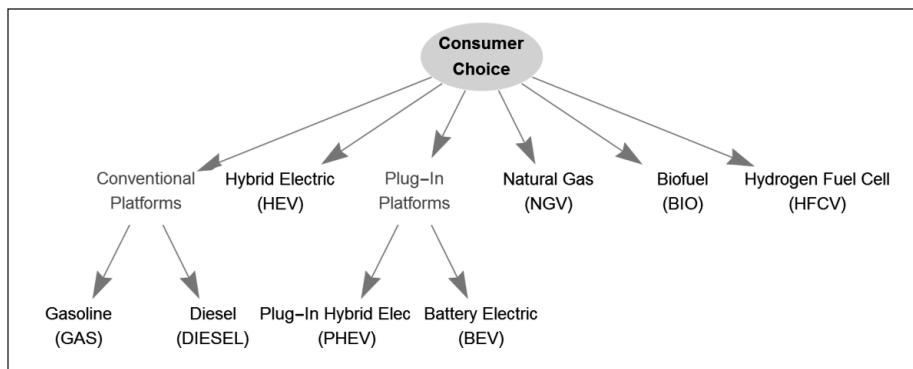 Consumer
Choice
Conventional
Platforms
Hybrid Electric
(HEV)
Plug–In
Platforms
Natural Gas
(NGV)
Biofuel
(BIO)
Hydrogen Fuel Cell
(HFCV)
Gasoline
(GAS)
Diesel
(DIESEL)
Plug–In Hybrid Elec
(PHEV)
Battery Electric
(BEV)